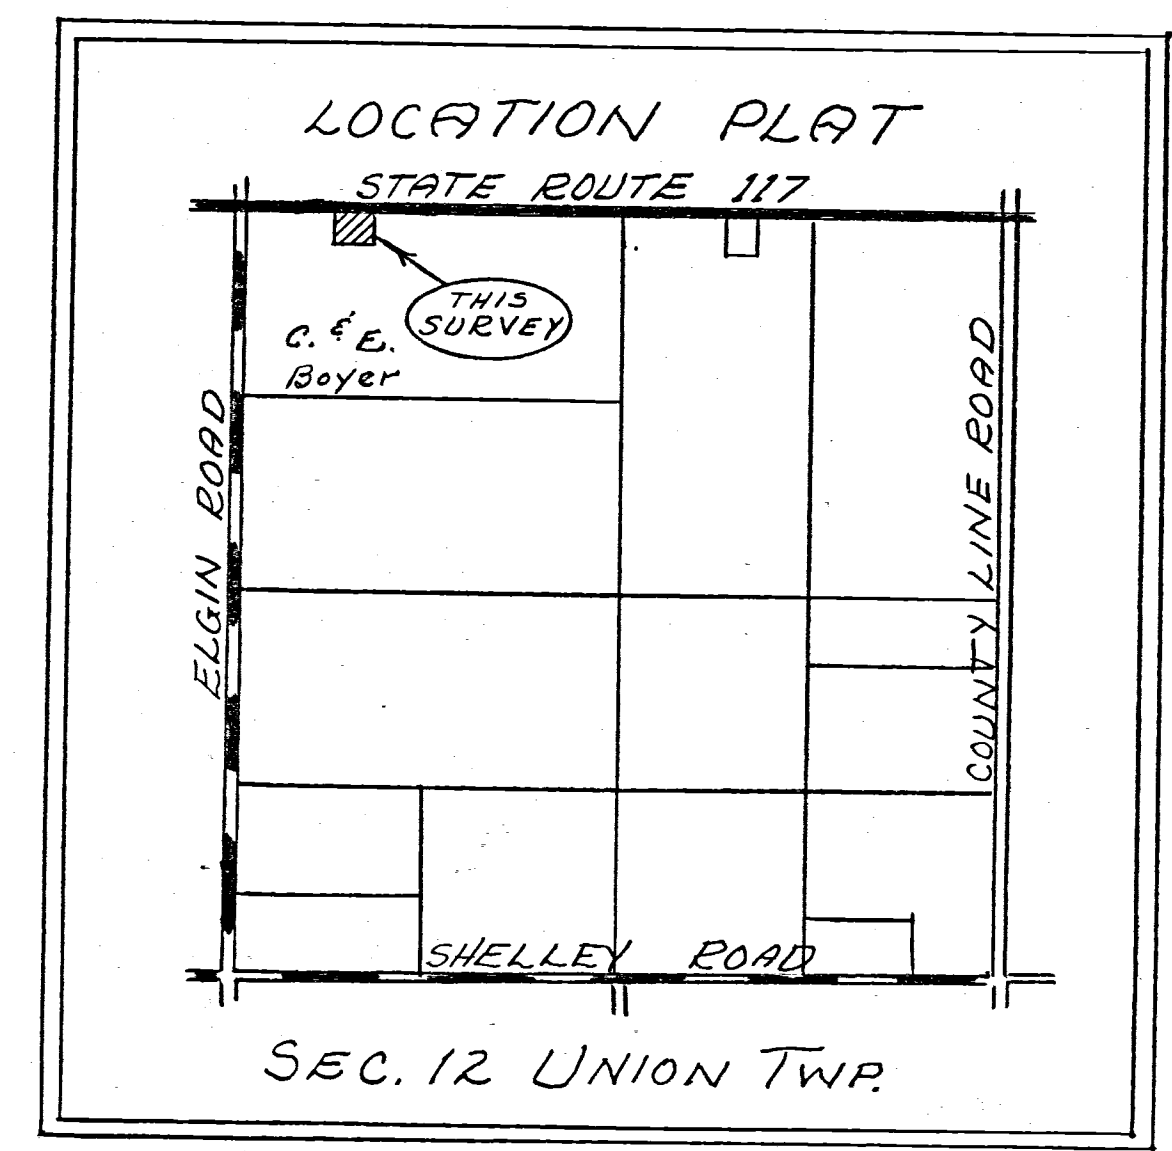 LOCATION PLAT
STATE ROUTE 117
THIS
SURVEY
C. & E.
Boyer
ELGIN ROAD
COUNTY LINE ROAD
SHELLEY ROAD
SEC. 12 UNION TWP.